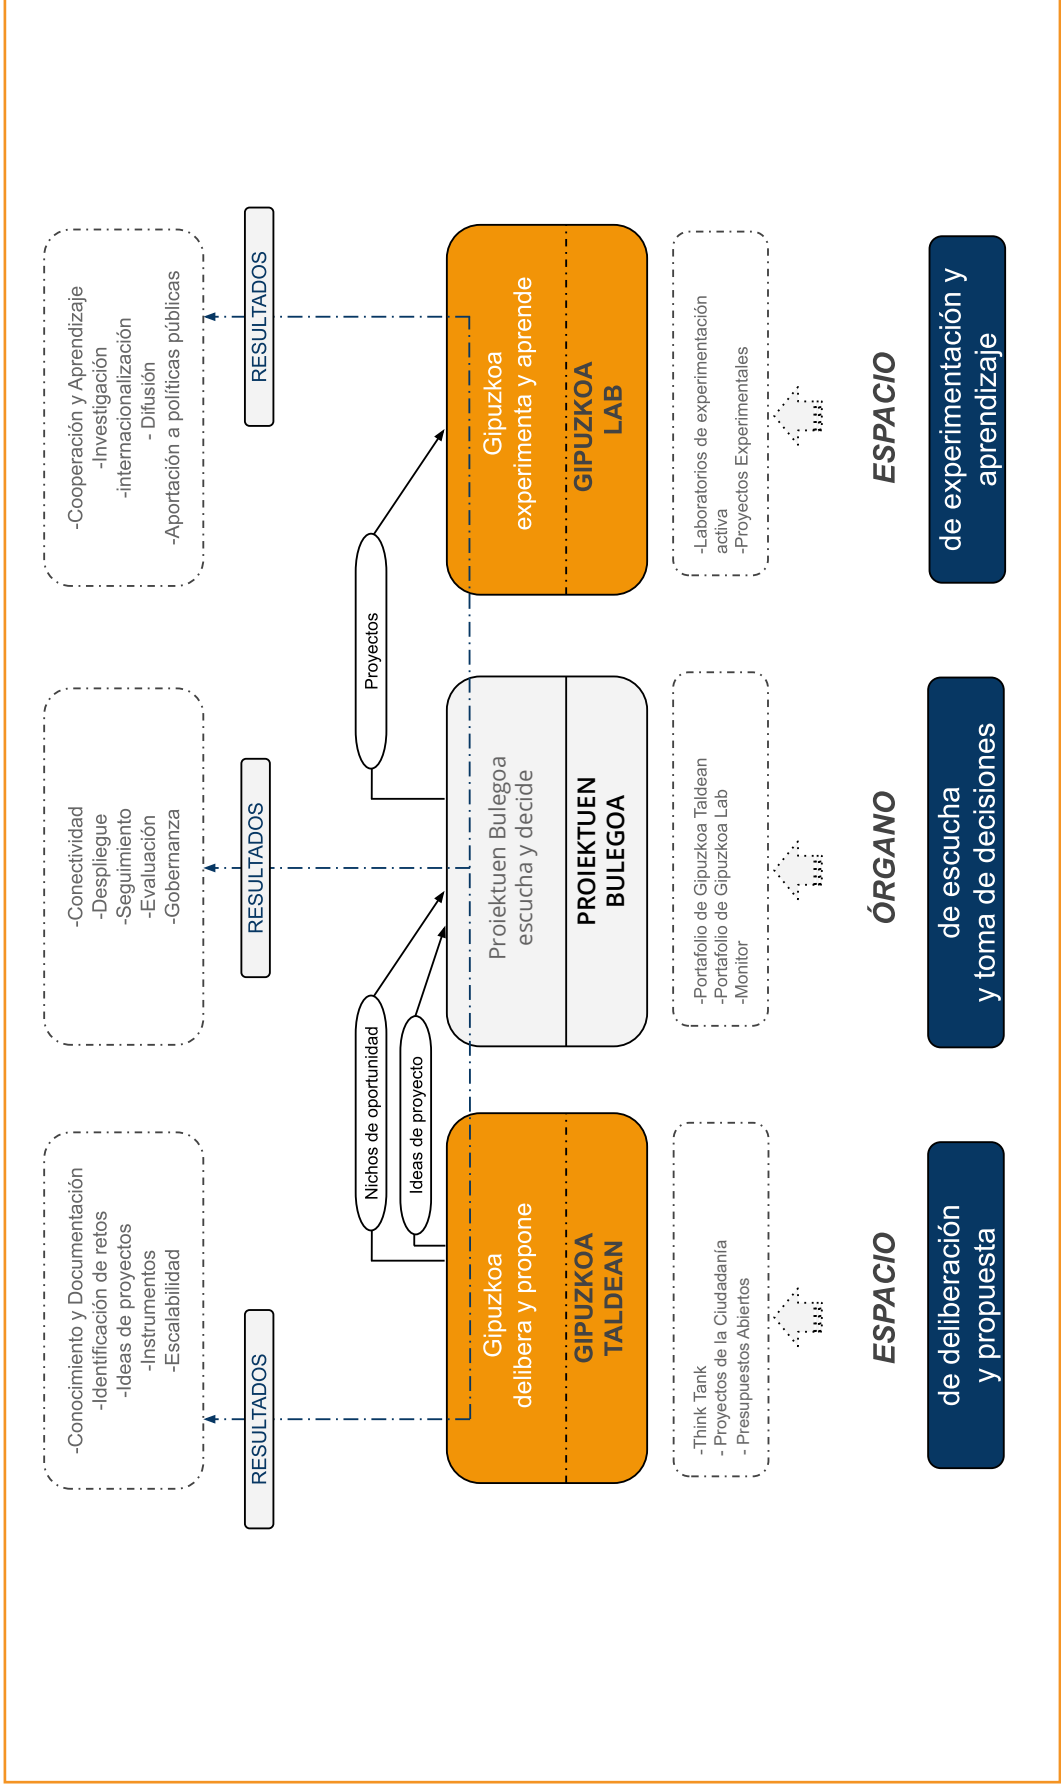 -Conocimiento y Documentación
-Identificación de retos
-Ideas de proyectos
-Instrumentos
-Escalabilidad
-Conectividad
-Despliegue
-Seguimiento
-Evaluación
-Gobernanza
-Cooperación y Aprendizaje
-Investigación
-internacionalización
- Difusión
-Aportación a políticas públicas
RESULTADOS
RESULTADOS
RESULTADOS
Nichos de oportunidad
Ideas de proyecto
Proyectos
Gipuzkoa
delibera y propone
GIPUZKOA
TALDEAN
Proiektuen Bulegoa
escucha y decide
PROIEKTUEN
BULEGOA
Gipuzkoa
experimenta y aprende
GIPUZKOA
LAB
-Think Tank
- Proyectos de la Ciudadanía
- Presupuestos Abiertos
-Portafolio de Gipuzkoa Taldean
-Portafolio de Gipuzkoa Lab
-Monitor
-Laboratorios de experimentación
activa
-Proyectos Experimentales
ESPACIO
ÓRGANO
ESPACIO
de deliberación
y propuesta
de escucha
y toma de decisiones
de experimentación y
aprendizaje